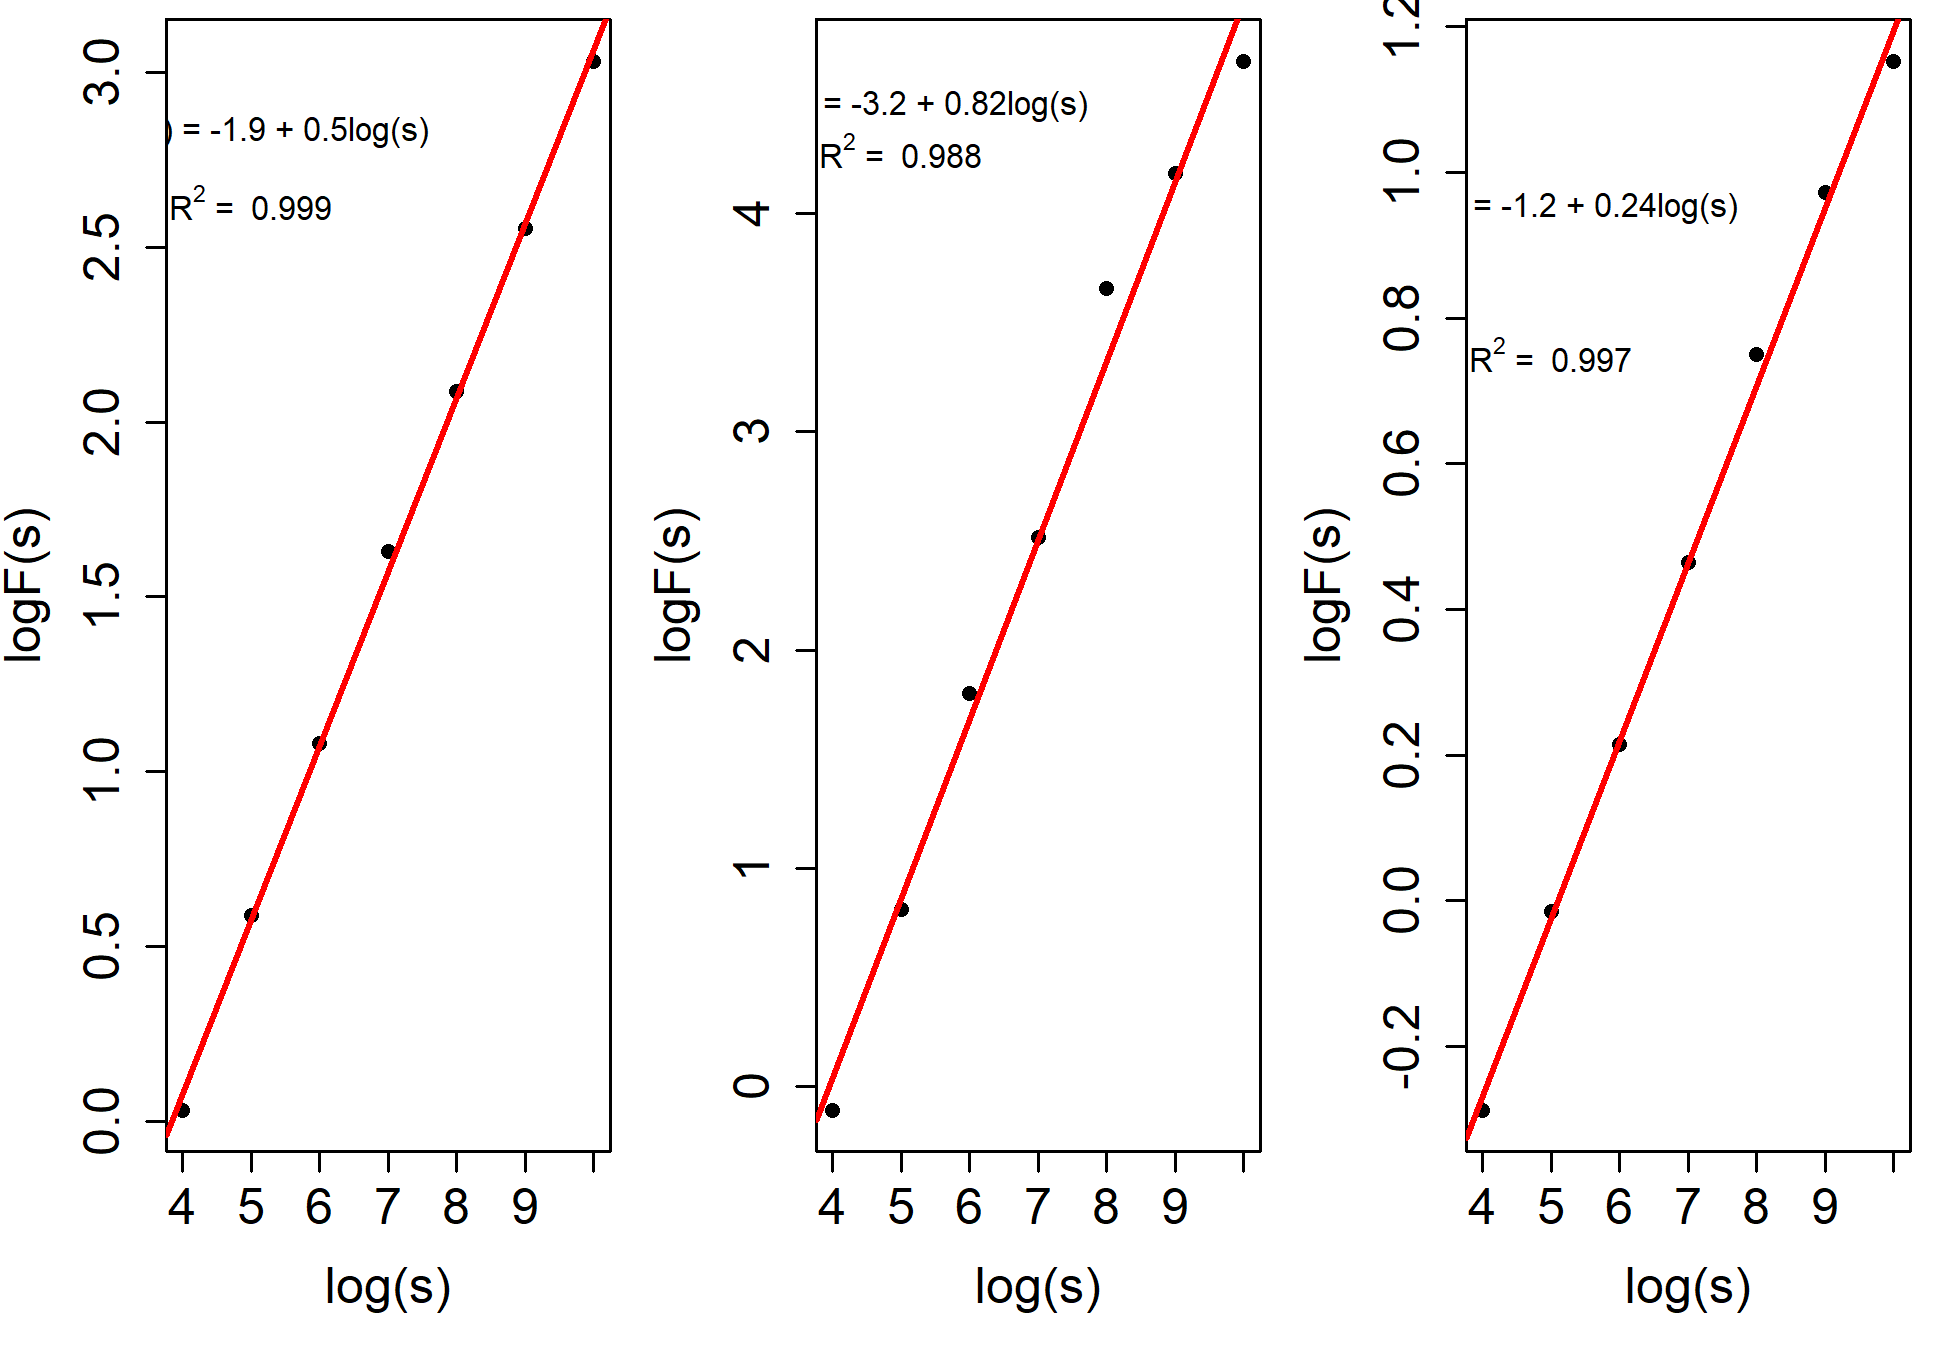 3.0
2.5
2.0
1.5
1.0
0.5
0.0
logF(s)
) = -1.9 + 0.5log(s)
R² = 0.999
4 5 6 7 8 9
log(s)
4
3
2
1
0
logF(s)
= -3.2 + 0.82log(s)
R² = 0.988
4 5 6 7 8 9
log(s)
1.2
1.0
0.8
0.6
0.4
0.2
0.0
-0.2
logF(s)
= -1.2 + 0.24log(s)
R² = 0.997
4 5 6 7 8 9
log(s)